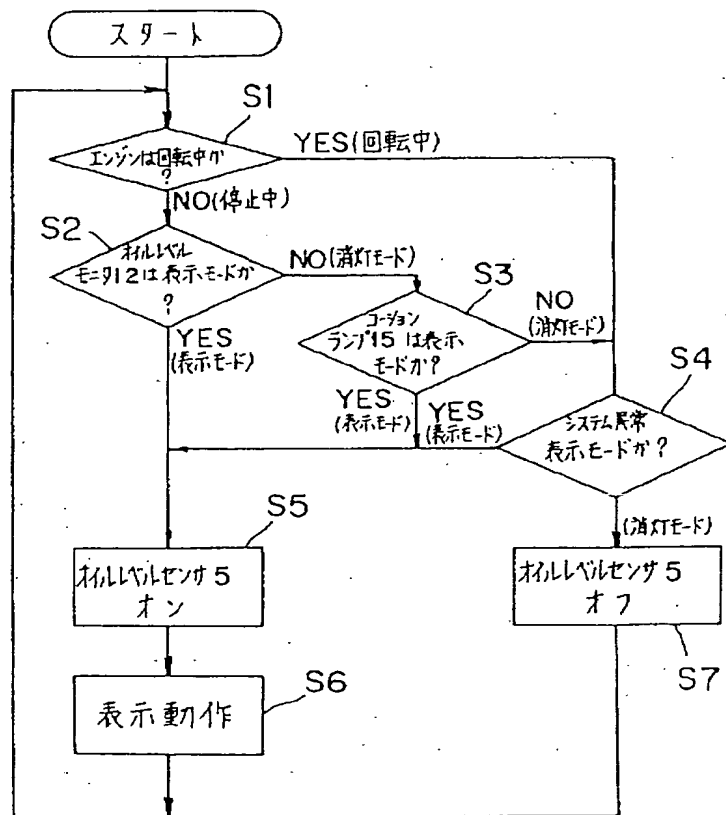 スタート
S1
エンジンは回転中か
?
YES(回転中)
NO(停止中)
S2
オイルレベル
モニタ12は表示モードか
?
NO(消灯モード)
S3
コーション
ランプ15は表示
モードか?
NO
(消灯モード)
YES
(表示モード)
YES
(表示モード)
YES
(表示モード)
S4
システム異常
表示モードか?
(消灯モード)
S5
オイルレベルセンサ5
オン
オイルレベルセンサ5
オフ
S7
S6
表示動作